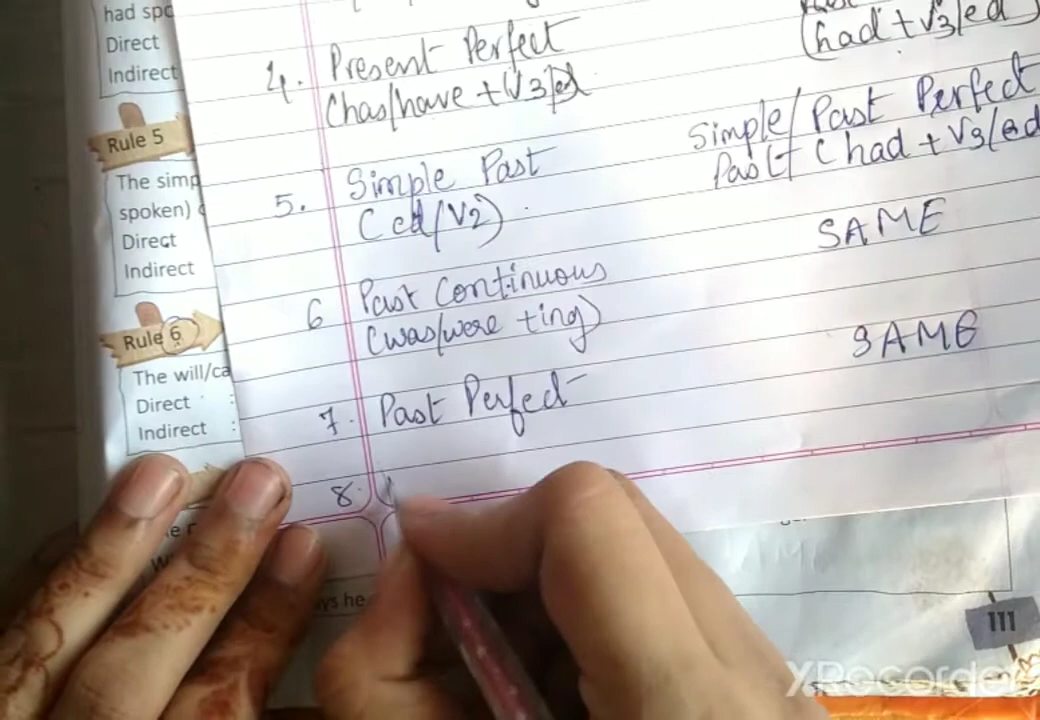 had spo
Direct
Indirect
4. Present Perfect
(has/have + V3/ed
(had + V3/ed)
Rule 5
The simp
spoken)
Direct
Indirect
5. Simple Past
(ed/V2)
Simple/Past Perfect
Past (had + V3/ed
Rule 6
The will/ca
Direct :
Indirect :
6 Past Continuous
(was/were + ing)
SAME
7. Past Perfect
SAME
8.
ys he
111
XRecorder